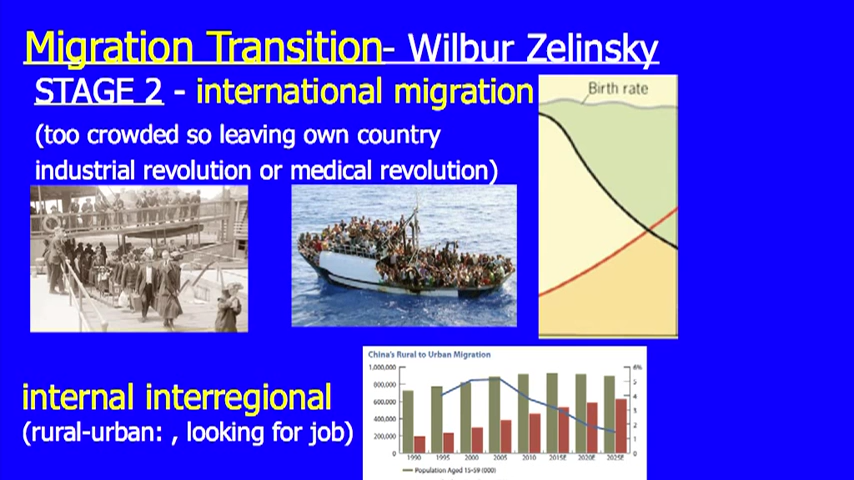 Migration Transition- Wilbur Zelinsky
STAGE 2 - international migration
(too crowded so leaving own country
industrial revolution or medical revolution)
Birth rate
internal interregional
(rural-urban: , looking for job)
China's Rural to Urban Migration
1,000,000
800,000
600,000
400,000
200,000
0
6%
5
4
3
2
1
0
1990 1995 2000 2005 2010 2015E 2020E 2025E
Population Aged 15-59 (000)